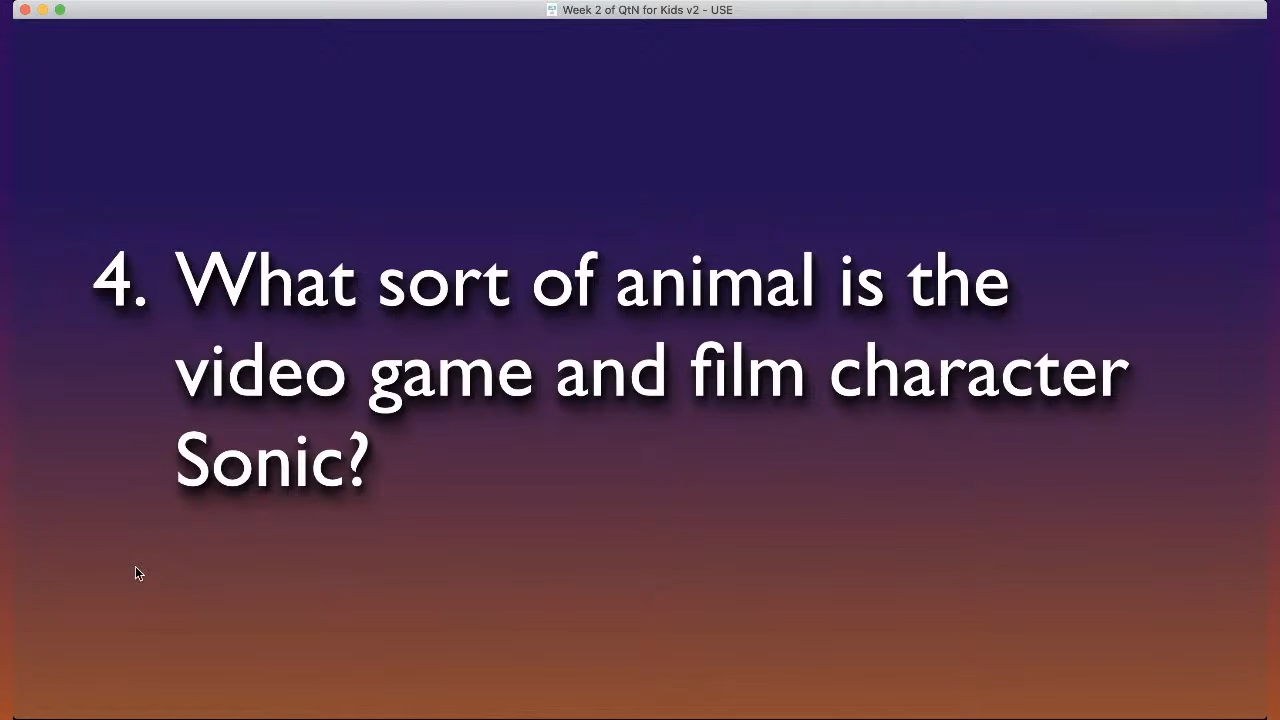 Week 2 of QtN for Kids v2 - USE
4. What sort of animal is the
video game and film character
Sonic?